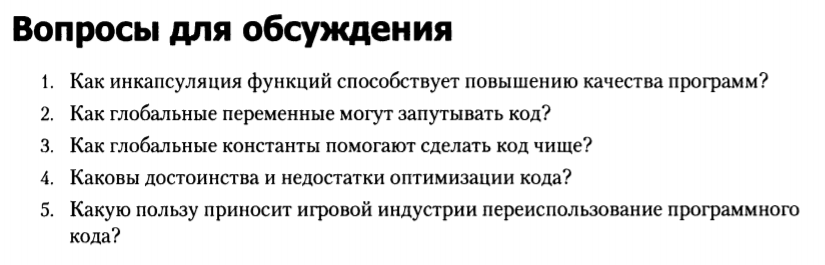 Вопросы для обсуждения
1. Как инкапсуляция функций способствует повышению качества программ?
2. Как глобальные переменные могут запутывать код?
3. Как глобальные константы помогают сделать код чище?
4. Каковы достоинства и недостатки оптимизации кода?
5. Какую пользу приносит игровой индустрии переиспользование программного
кода?